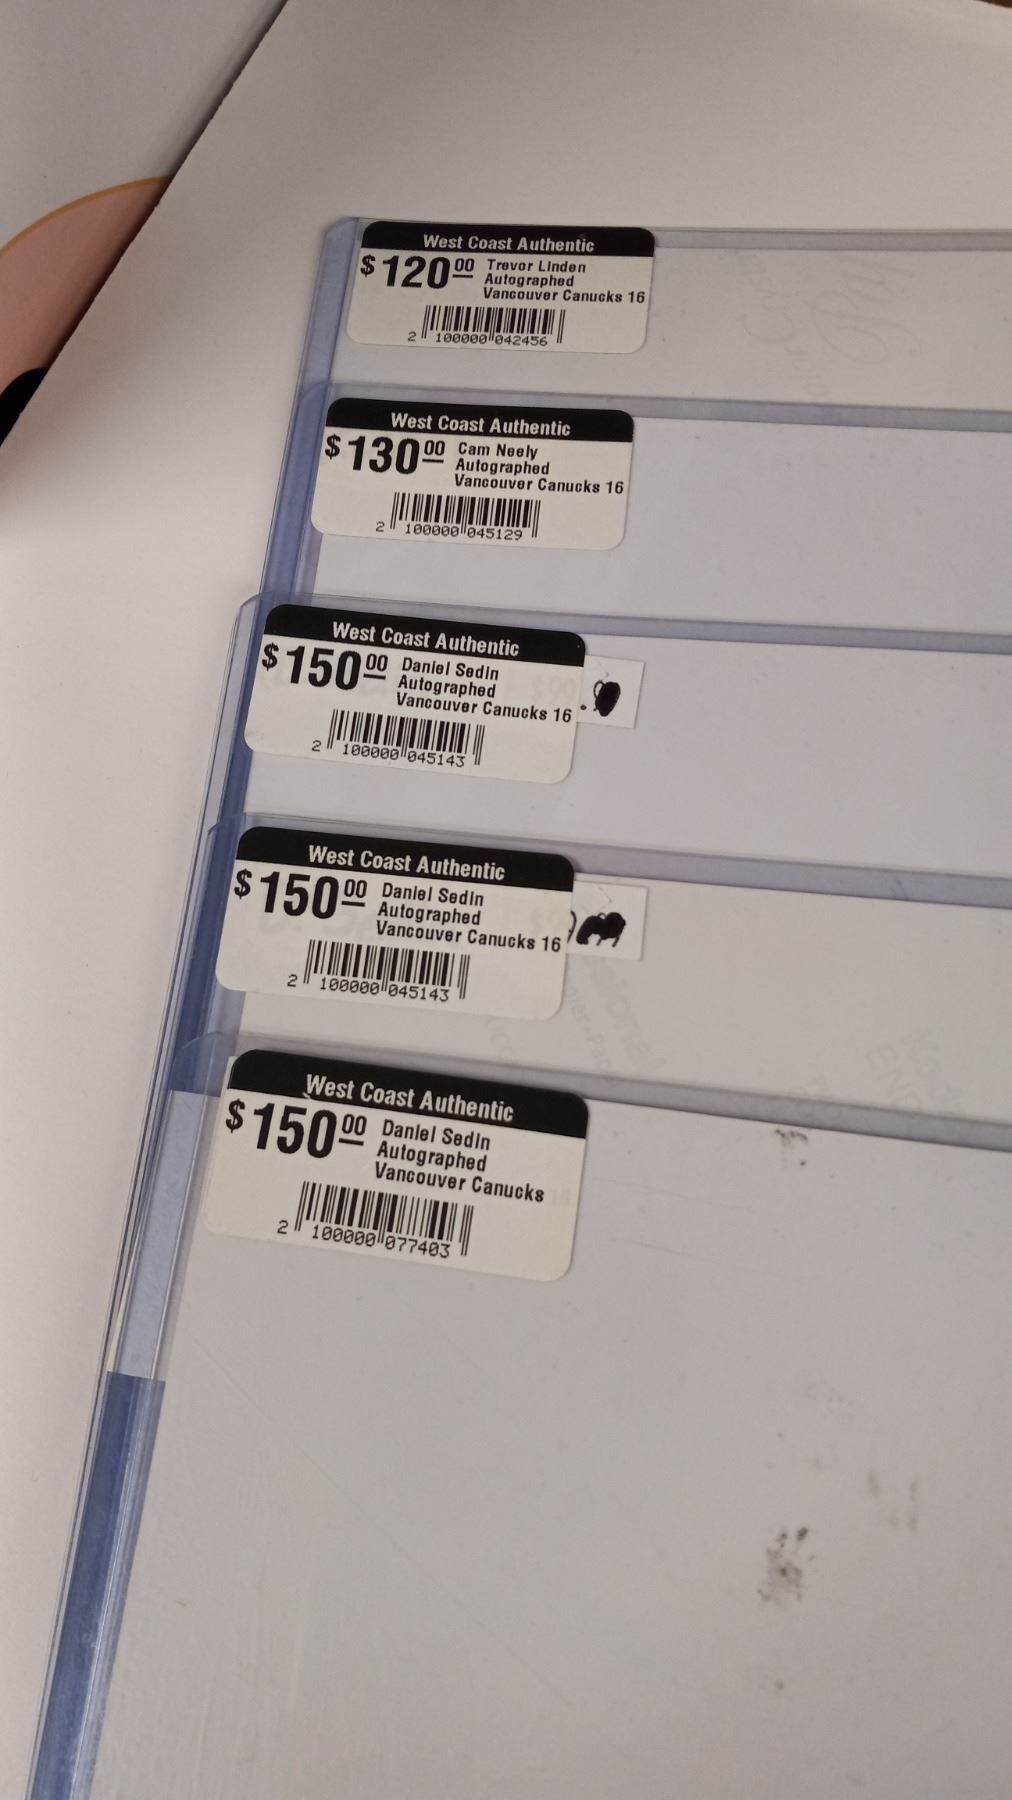 West Coast Authentic
$120.00 Trevor Linden
Autographed
Vancouver Canucks 16
2 100000 042456
West Coast Authentic
$130.00 Cam Neely
Autographed
Vancouver Canucks 16
2 100000 045129
West Coast Authentic
$150.00 Daniel Sedin
Autographed
Vancouver Canucks 16
2 100000 045143
West Coast Authentic
$150.00 Daniel Sedin
Autographed
Vancouver Canucks 16
2 100000 045143
West Coast Authentic
$150.00 Daniel Sedin
Autographed
Vancouver Canucks
2 100000 077403